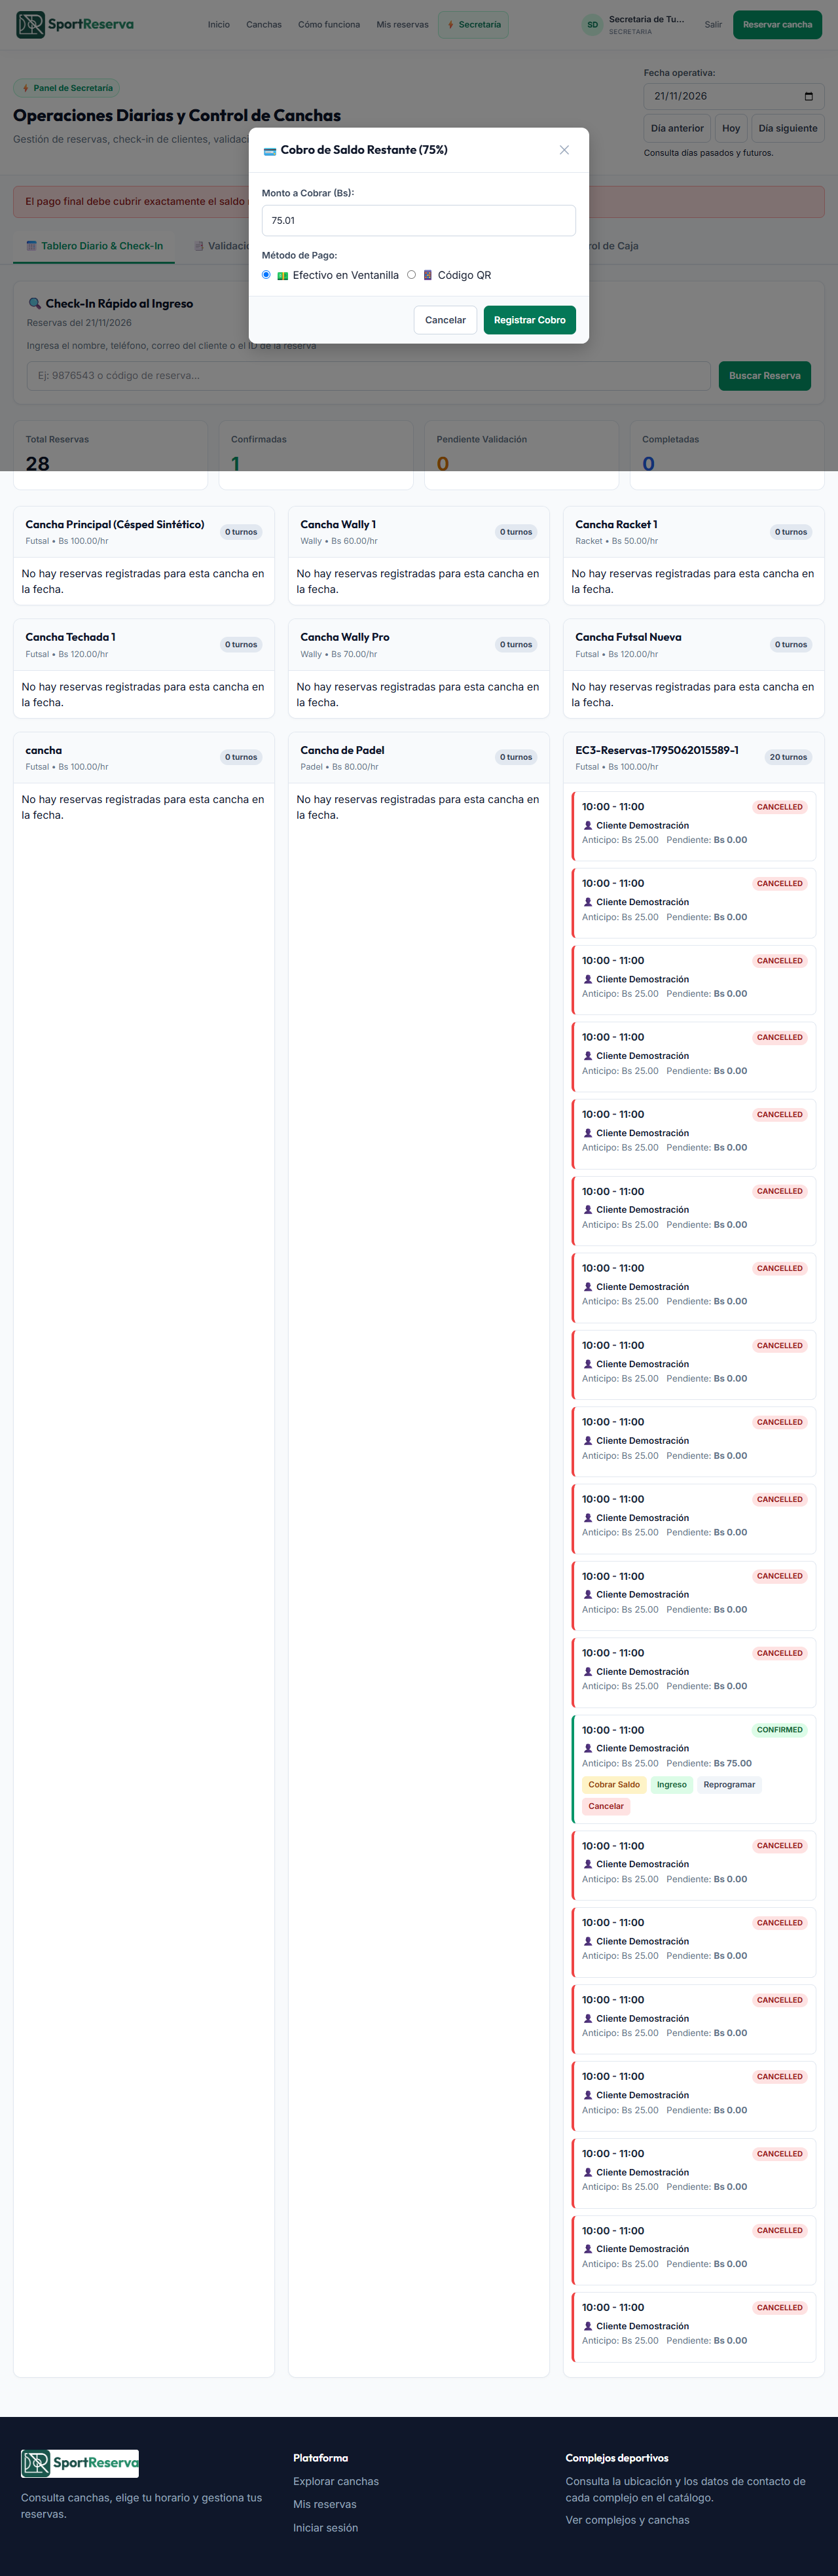 SportReserva
Inicio
Canchas
Cómo funciona
Mis reservas
Secretaría
SD
Secretaria de Tu...
SECRETARIA
Salir
Reservar cancha
Panel de Secretaría
Operaciones Diarias y Control de Canchas
Gestión de reservas, check-in de clientes, validaci
Fecha operativa:
21/11/2026
Día anterior
Hoy
Día siguiente
Consulta días pasados y futuros.
Cobro de Saldo Restante (75%)
Monto a Cobrar (Bs):
75.01
Método de Pago:
Efectivo en Ventanilla
Código QR
Cancelar
Registrar Cobro
El pago final debe cubrir exactamente el saldo
Tablero Diario & Check-In
Validaci
rol de Caja
Check-In Rápido al Ingreso
Reservas del 21/11/2026
Ingresa el nombre, teléfono, correo del cliente o el ID de la reserva
Ej: 9876543 o código de reserva...
Buscar Reserva
Total Reservas
28
Confirmadas
1
Pendiente Validación
0
Completadas
0
Cancha Principal (Césped Sintético)
Futsal • Bs 100.00/hr
0 turnos
No hay reservas registradas para esta cancha en
la fecha.
Cancha Wally 1
Wally • Bs 60.00/hr
0 turnos
No hay reservas registradas para esta cancha en
la fecha.
Cancha Racket 1
Racket • Bs 50.00/hr
0 turnos
No hay reservas registradas para esta cancha en
la fecha.
Cancha Techada 1
Futsal • Bs 120.00/hr
0 turnos
No hay reservas registradas para esta cancha en
la fecha.
Cancha Wally Pro
Wally • Bs 70.00/hr
0 turnos
No hay reservas registradas para esta cancha en
la fecha.
Cancha Futsal Nueva
Futsal • Bs 120.00/hr
0 turnos
No hay reservas registradas para esta cancha en
la fecha.
cancha
Futsal • Bs 100.00/hr
0 turnos
No hay reservas registradas para esta cancha en
la fecha.
Cancha de Padel
Padel • Bs 80.00/hr
0 turnos
No hay reservas registradas para esta cancha en
la fecha.
EC3-Reservas-1795062015589-1
Futsal • Bs 100.00/hr
20 turnos
10:00 - 11:00 CANCELLED
Cliente Demostración
Anticipo: Bs 25.00 Pendiente: Bs 0.00
10:00 - 11:00 CANCELLED
Cliente Demostración
Anticipo: Bs 25.00 Pendiente: Bs 0.00
10:00 - 11:00 CANCELLED
Cliente Demostración
Anticipo: Bs 25.00 Pendiente: Bs 0.00
10:00 - 11:00 CANCELLED
Cliente Demostración
Anticipo: Bs 25.00 Pendiente: Bs 0.00
10:00 - 11:00 CANCELLED
Cliente Demostración
Anticipo: Bs 25.00 Pendiente: Bs 0.00
10:00 - 11:00 CANCELLED
Cliente Demostración
Anticipo: Bs 25.00 Pendiente: Bs 0.00
10:00 - 11:00 CANCELLED
Cliente Demostración
Anticipo: Bs 25.00 Pendiente: Bs 0.00
10:00 - 11:00 CANCELLED
Cliente Demostración
Anticipo: Bs 25.00 Pendiente: Bs 0.00
10:00 - 11:00 CANCELLED
Cliente Demostración
Anticipo: Bs 25.00 Pendiente: Bs 0.00
10:00 - 11:00 CANCELLED
Cliente Demostración
Anticipo: Bs 25.00 Pendiente: Bs 0.00
10:00 - 11:00 CANCELLED
Cliente Demostración
Anticipo: Bs 25.00 Pendiente: Bs 0.00
10:00 - 11:00 CANCELLED
Cliente Demostración
Anticipo: Bs 25.00 Pendiente: Bs 0.00
10:00 - 11:00 CONFIRMED
Cliente Demostración
Anticipo: Bs 25.00 Pendiente: Bs 75.00
Cobrar Saldo Ingreso Reprogramar
Cancelar
10:00 - 11:00 CANCELLED
Cliente Demostración
Anticipo: Bs 25.00 Pendiente: Bs 0.00
10:00 - 11:00 CANCELLED
Cliente Demostración
Anticipo: Bs 25.00 Pendiente: Bs 0.00
10:00 - 11:00 CANCELLED
Cliente Demostración
Anticipo: Bs 25.00 Pendiente: Bs 0.00
10:00 - 11:00 CANCELLED
Cliente Demostración
Anticipo: Bs 25.00 Pendiente: Bs 0.00
10:00 - 11:00 CANCELLED
Cliente Demostración
Anticipo: Bs 25.00 Pendiente: Bs 0.00
10:00 - 11:00 CANCELLED
Cliente Demostración
Anticipo: Bs 25.00 Pendiente: Bs 0.00
10:00 - 11:00 CANCELLED
Cliente Demostración
Anticipo: Bs 25.00 Pendiente: Bs 0.00
SportReserva
Consulta canchas, elige tu horario y gestiona tus
reservas.
Plataforma
Explorar canchas
Mis reservas
Iniciar sesión
Complejos deportivos
Consulta la ubicación y los datos de contacto de
cada complejo en el catálogo.
Ver complejos y canchas